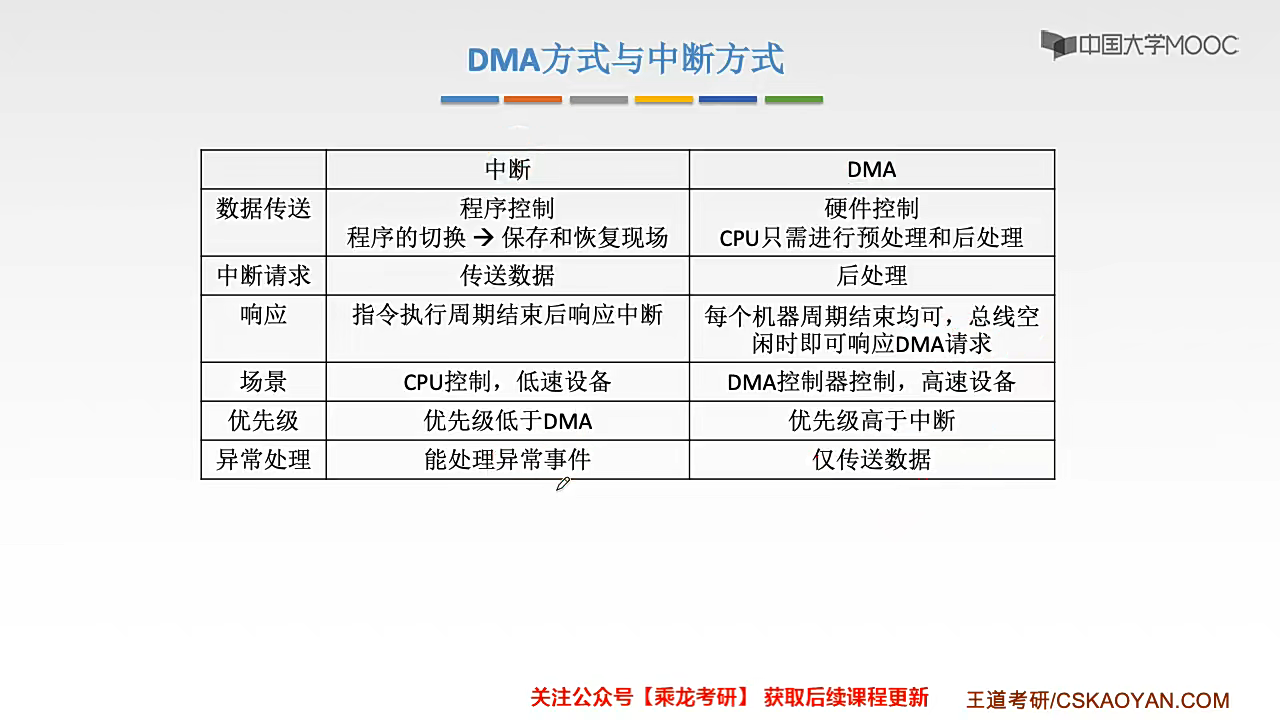 DMA方式与中断方式
中国大学MOOC
中断 DMA
数据传送 程序控制 硬件控制
程序的切换 → 保存和恢复现场 CPU只需进行预处理和后处理
中断请求 传送数据 后处理
响应 指令执行周期结束后响应中断 每个机器周期结束均可，总线空
闲时即可响应DMA请求
场景 CPU控制，低速设备 DMA控制器控制，高速设备
优先级 优先级低于DMA 优先级高于中断
异常处理 能处理异常事件 仅传送数据
关注公众号【乘龙考研】 获取后续课程更新
王道考研/CSKAOYAN.COM